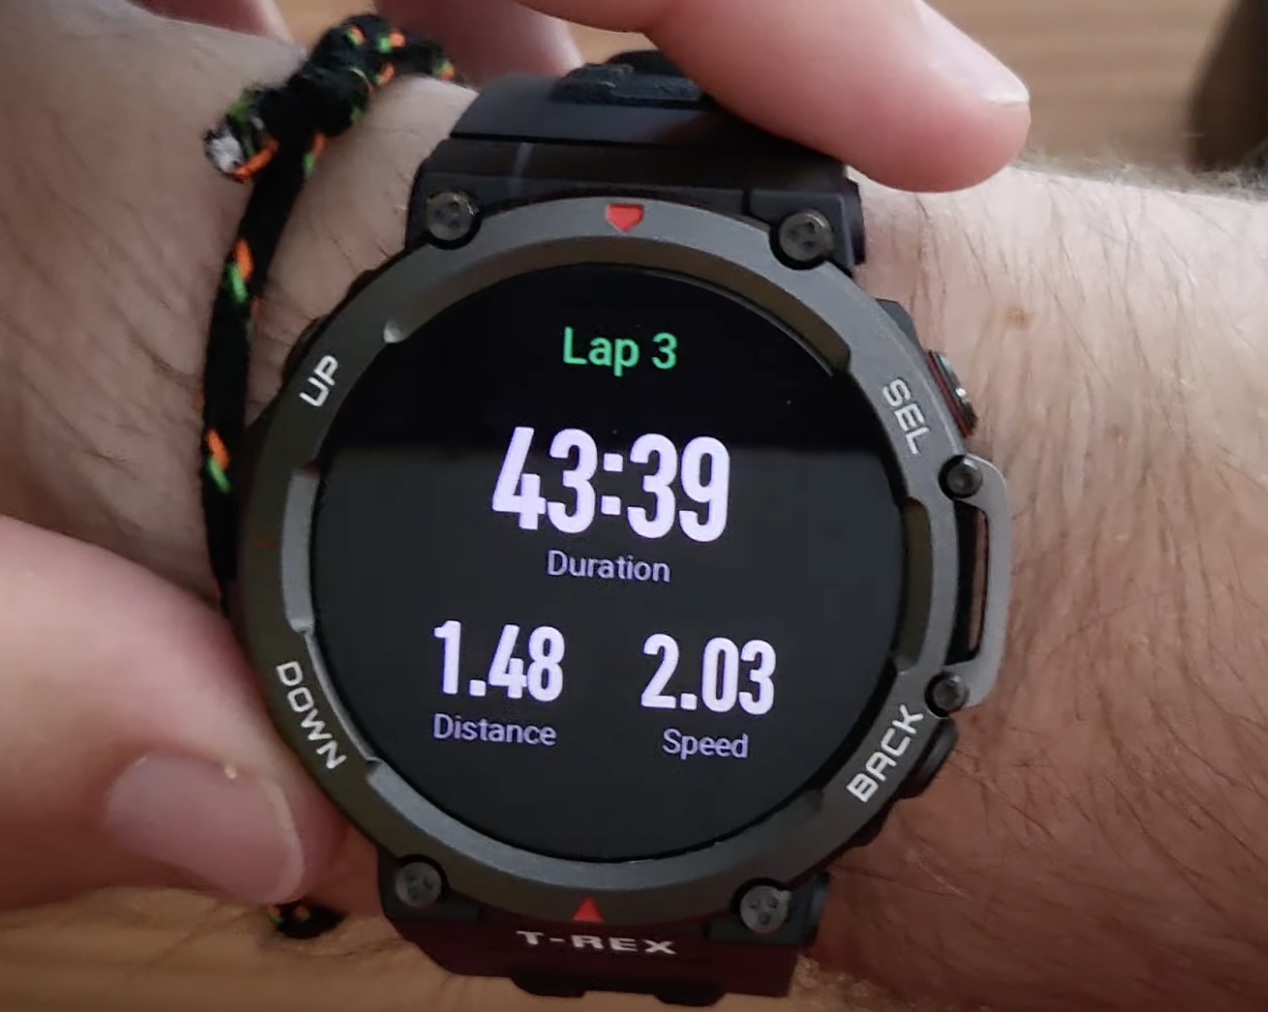 UP
SEL
Lap 3
43:39
Duration
1.48 2.03
Distance Speed
DOWN
BACK
T-REX